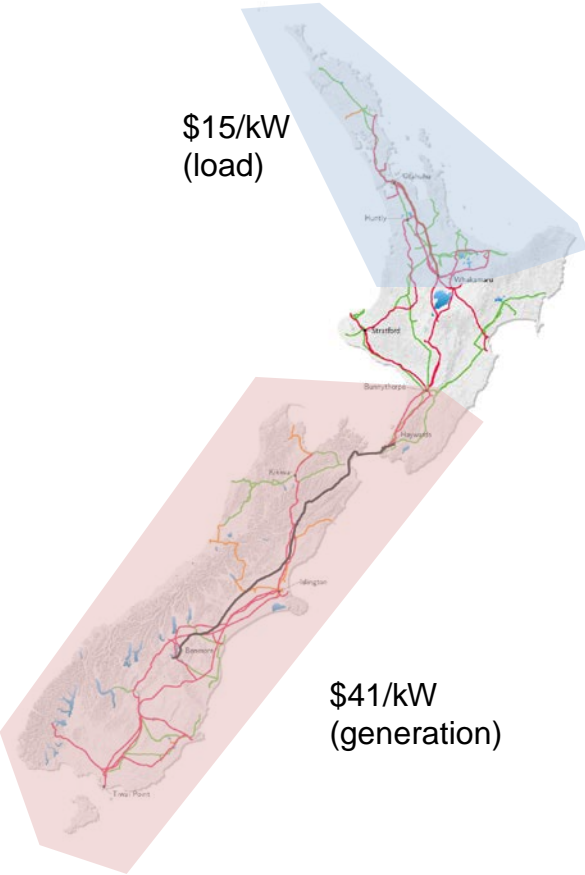 $15/kW
(load)
Huntly
Whakamaru
Stratford
Bunnythorpe
Haywards
Kikiwa
Islington
Benmore
$41/kW
(generation)
Tiwai Point